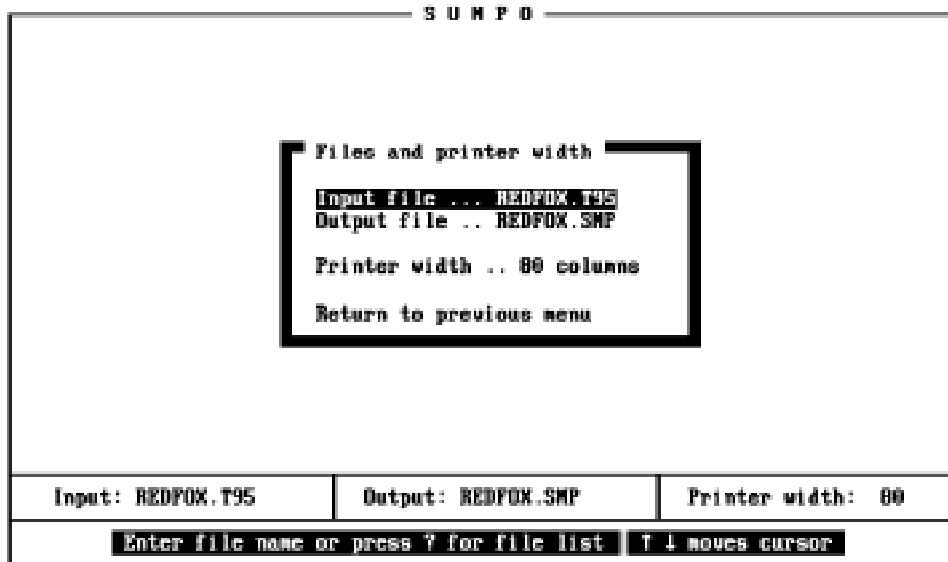 S U M P O
Files and printer width
Input file ... REDFOX.T95
Output file .. REDFOX.SMP
Printer width .. 80 columns
Return to previous menu
Input: REDFOX.T95 Output: REDFOX.SMP Printer width: 80
Enter file name or press ? for file list ↑ ↓ moves cursor